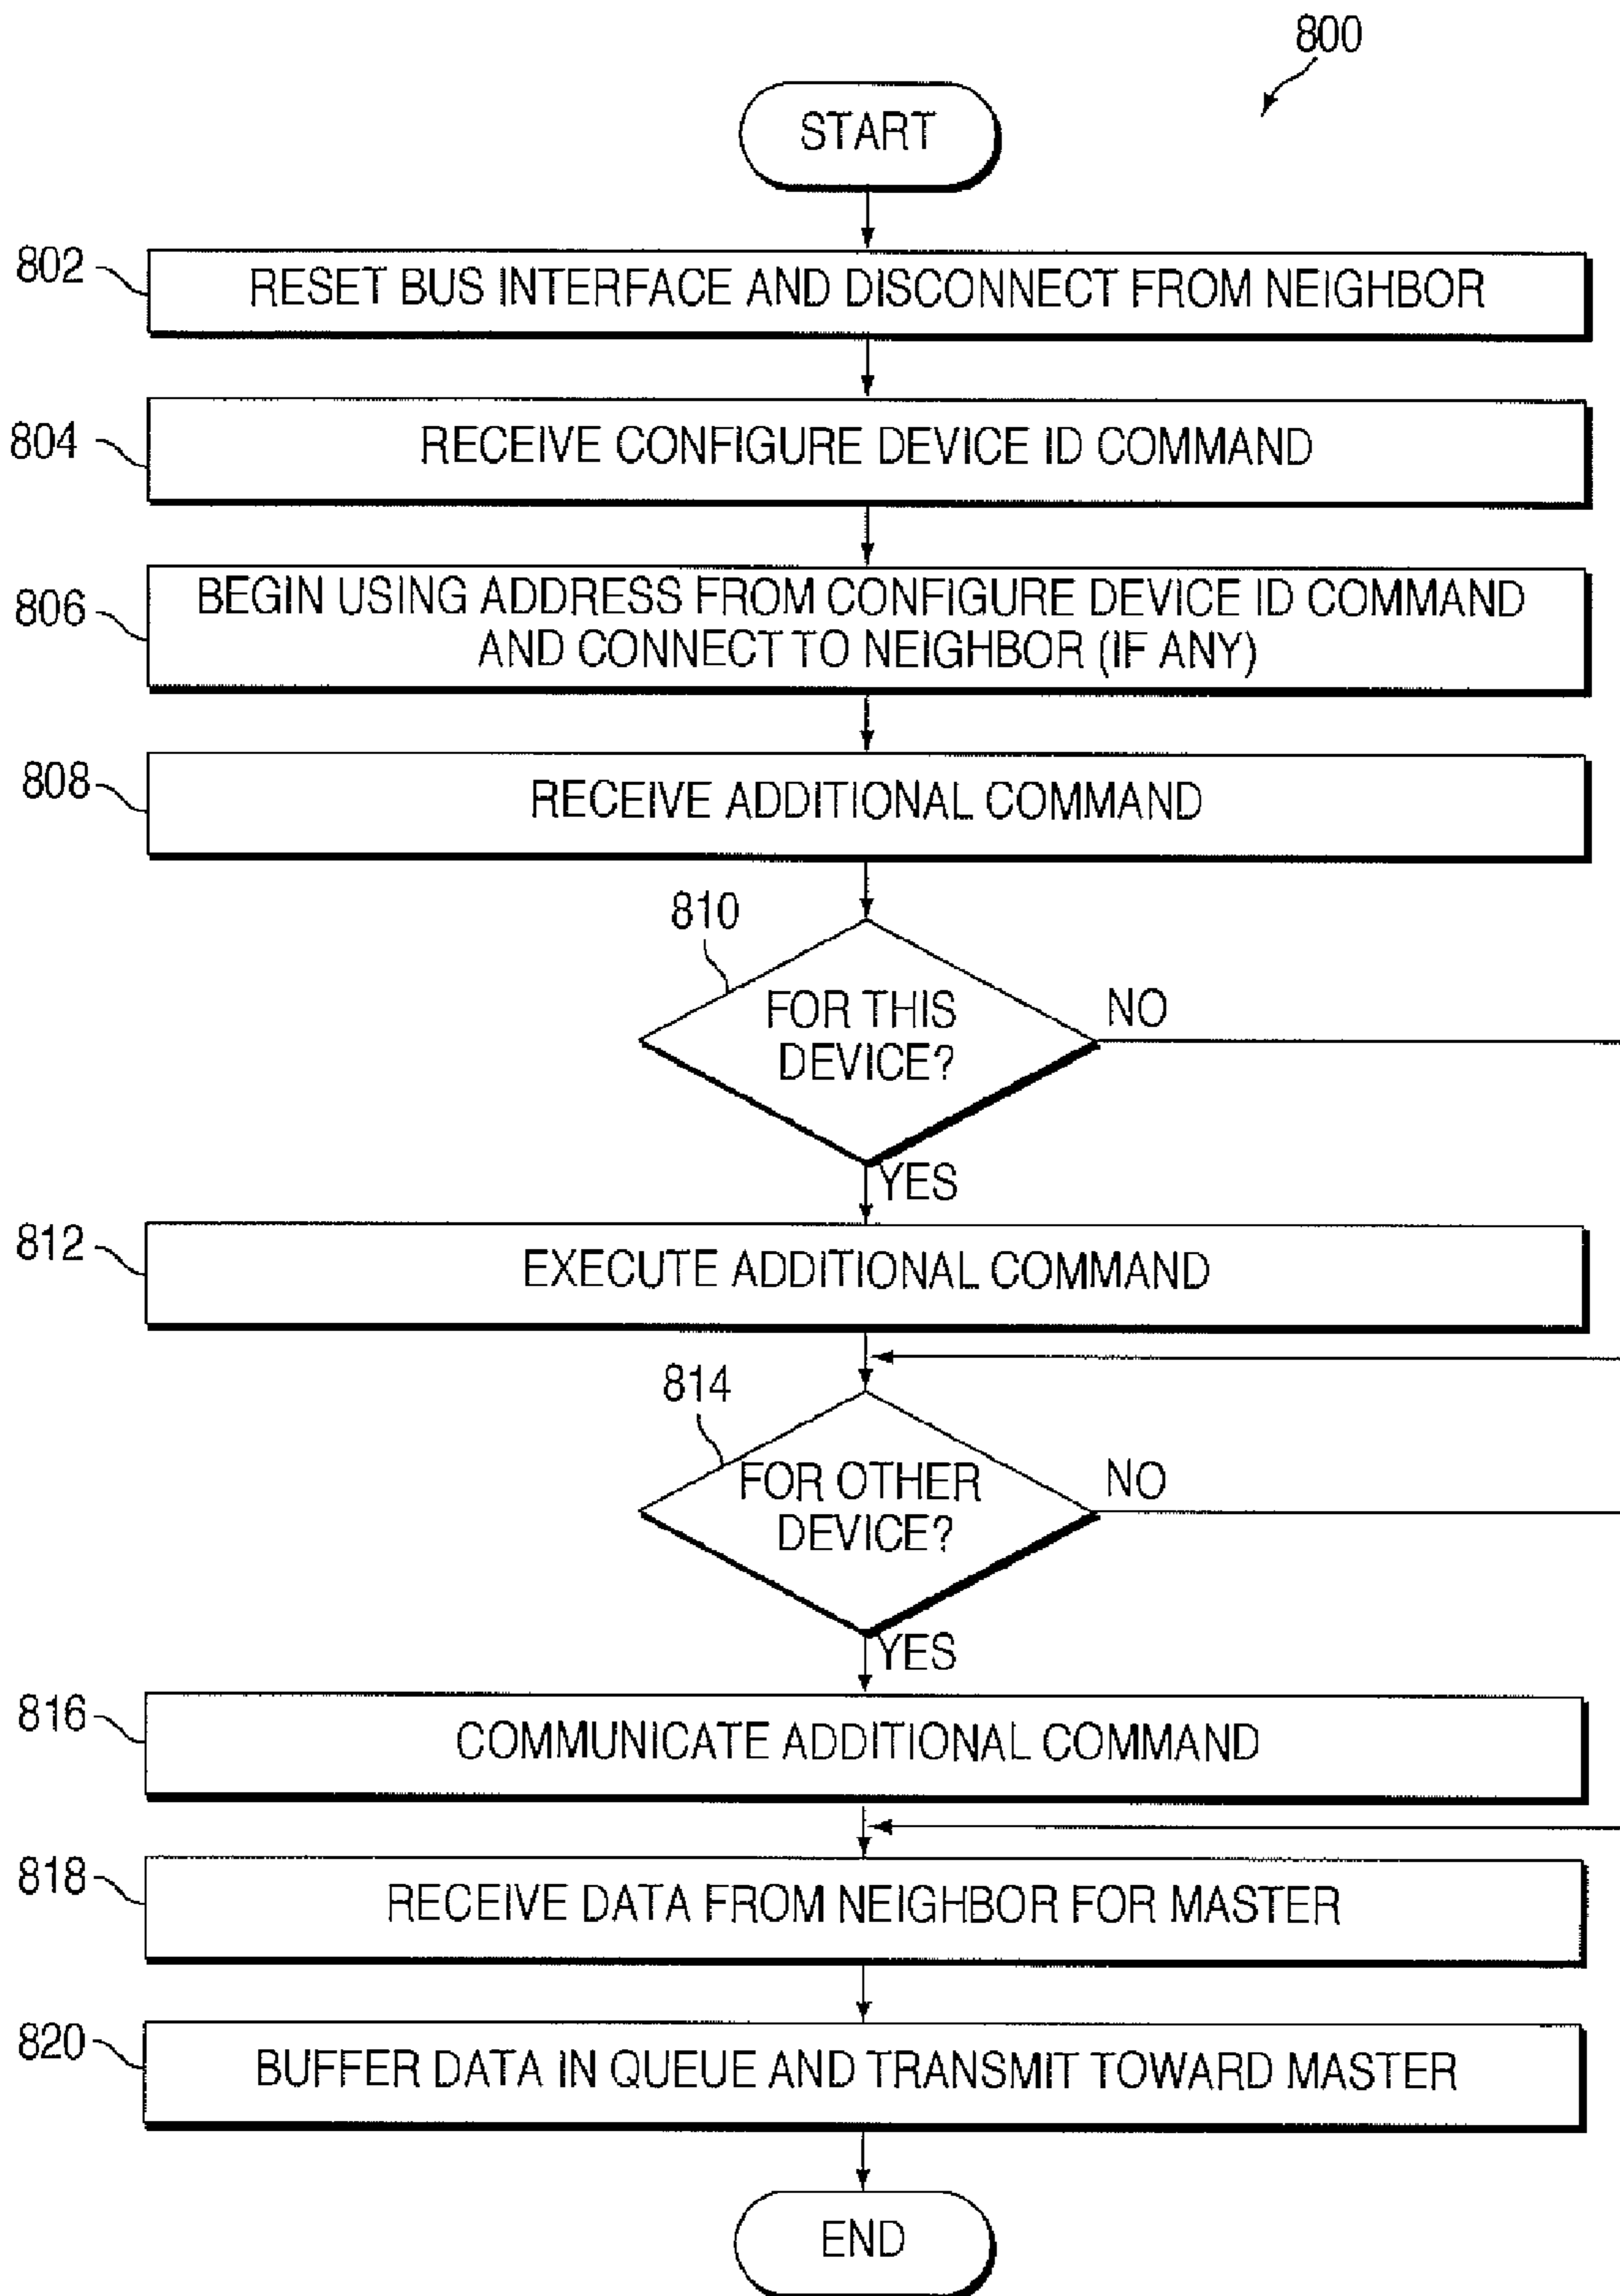 800
START
802
RESET BUS INTERFACE AND DISCONNECT FROM NEIGHBOR
804
RECEIVE CONFIGURE DEVICE ID COMMAND
806
BEGIN USING ADDRESS FROM CONFIGURE DEVICE ID COMMAND
AND CONNECT TO NEIGHBOR (IF ANY)
808
RECEIVE ADDITIONAL COMMAND
810
FOR THIS
DEVICE?
NO
YES
812
EXECUTE ADDITIONAL COMMAND
814
FOR OTHER
DEVICE?
NO
YES
816
COMMUNICATE ADDITIONAL COMMAND
818
RECEIVE DATA FROM NEIGHBOR FOR MASTER
820
BUFFER DATA IN QUEUE AND TRANSMIT TOWARD MASTER
END